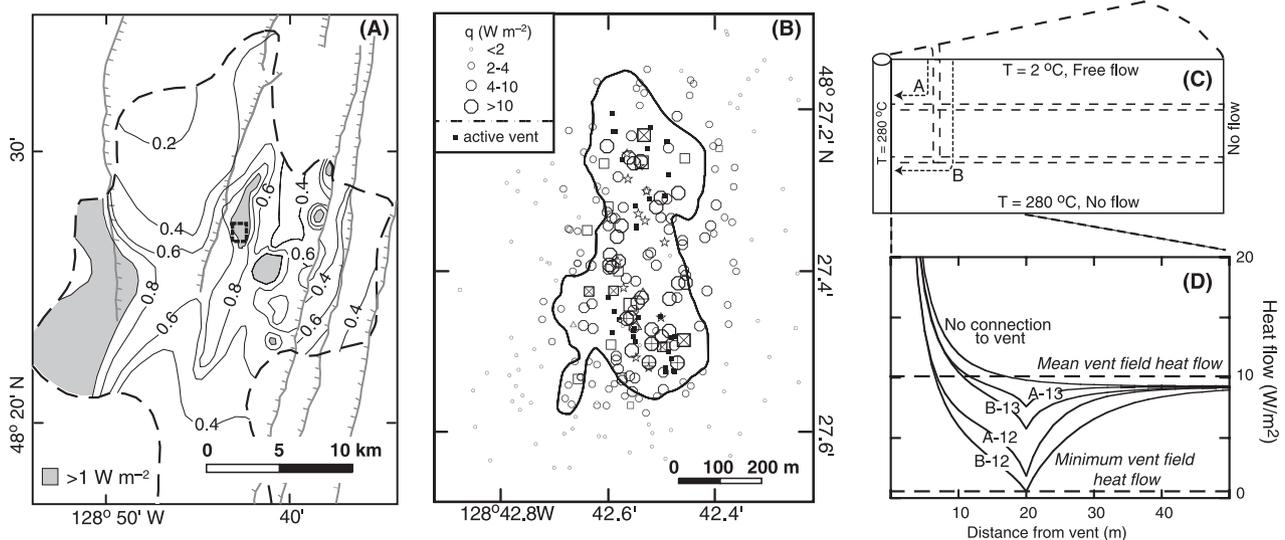 (A)
0.2
0.4
0.6
0.6
0.4
0.6
0.8
0.8
0.4
0.6
0.6
0.4
0.4
30'
48° 20' N
0 5 10 km
>1 W m⁻²
128° 50' W
40'
(B)
q (W m⁻²)
<2
2-4
4-10
>10
active vent
48° 27.2' N
27.4'
27.6'
0 100 200 m
128°42.8W
42.6'
42.4'
(C)
T = 2 °C, Free flow
A
T = 280 °C
No flow
B
T = 280 °C, No flow
(D)
20
No connection
to vent
Mean vent field heat flow
10
A-13
B-13
A-12
B-12
Minimum vent field
heat flow
0
Heat flow (W/m²)
10
20
30
40
Distance from vent (m)